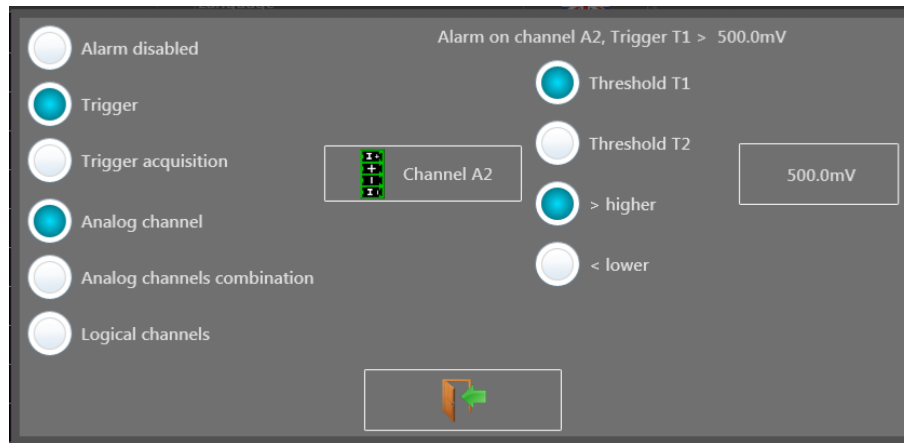 Language
Alarm disabled
Alarm on channel A2, Trigger T1 > 500.0mV
Trigger
Threshold T1
Trigger acquisition
Channel A2
Threshold T2
500.0mV
Analog channel
> higher
Analog channels combination
< lower
Logical channels